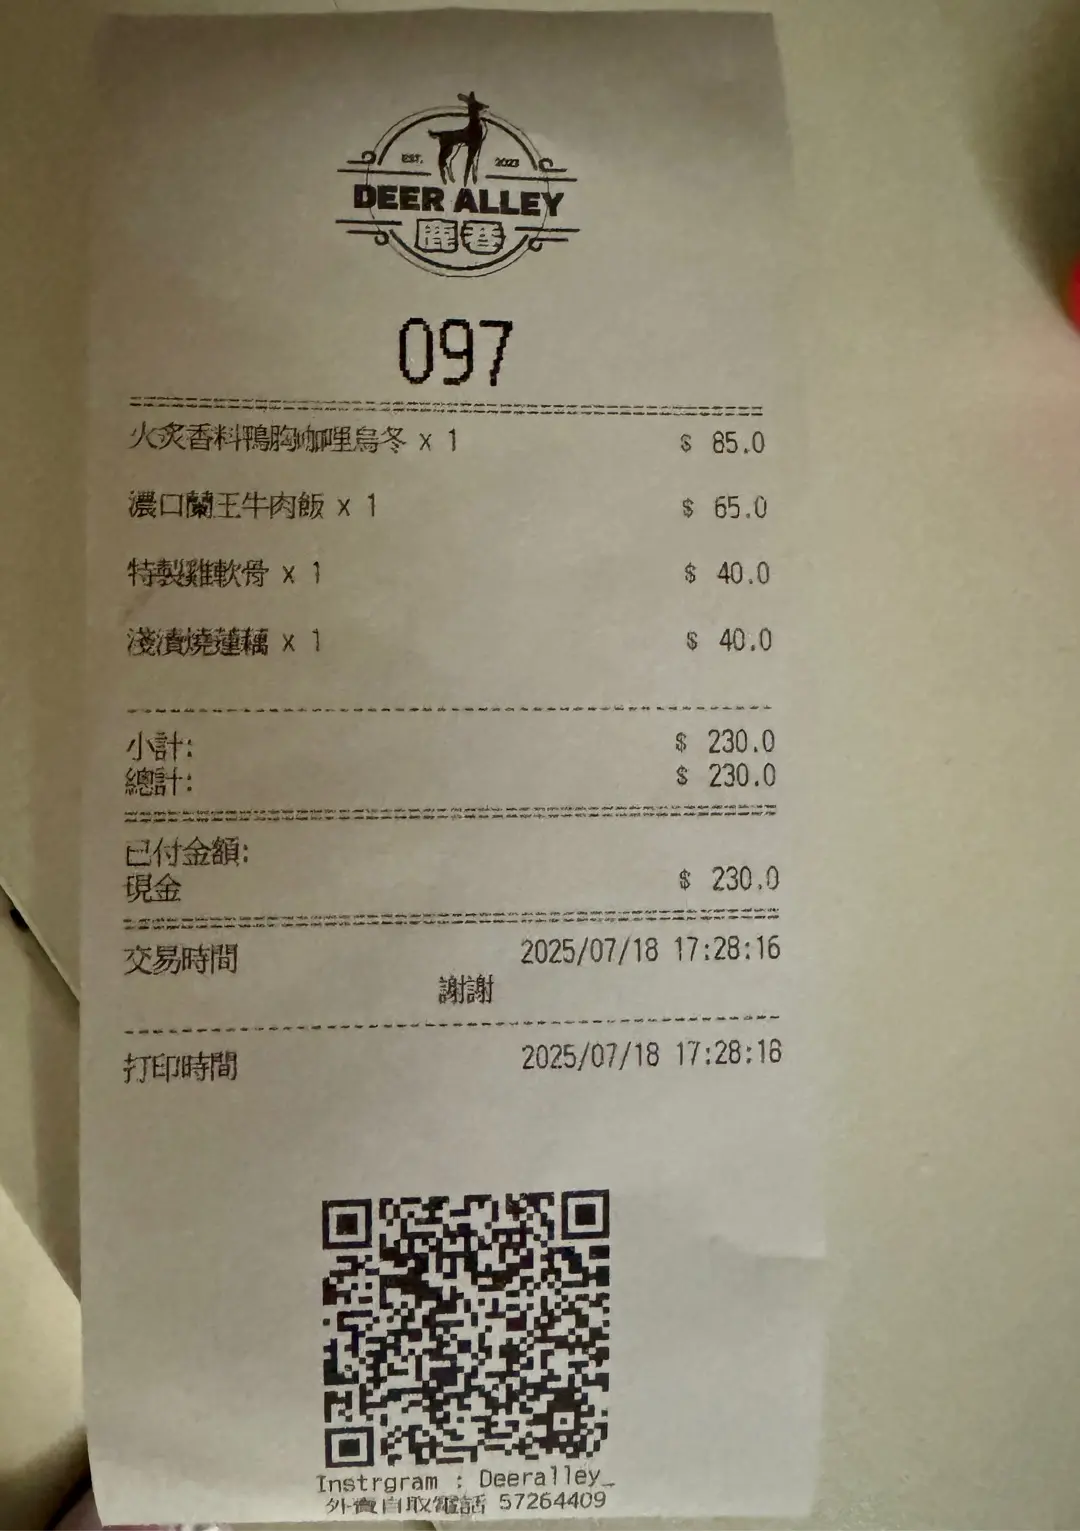 EST. 2023
DEER ALLEY
鹿巷
097
火炙香料鴨胸咖哩烏冬 x 1 $ 85.0
濃口蘭王牛肉飯 x 1 $ 65.0
特製雞軟骨 x 1 $ 40.0
淺漬燒蓮藕 x 1 $ 40.0
小計: $ 230.0
總計: $ 230.0
已付金額:
現金 $ 230.0
交易時間 2025/07/18 17:28:16
謝謝
打印時間 2025/07/18 17:28:16
Instrgram : Deeralley_
外賣自取電話 57264409